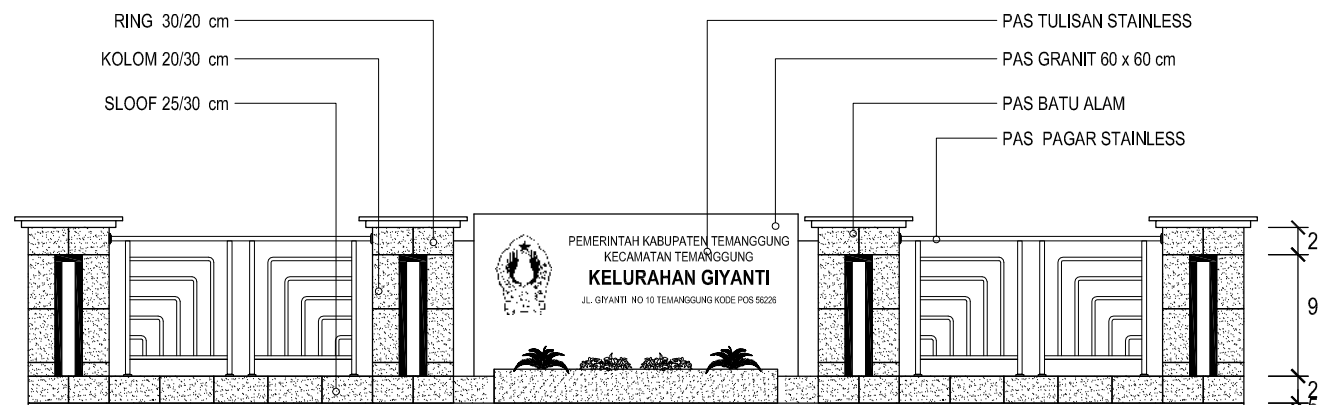 RING 30/20 cm
KOLOM 20/30 cm
SLOOF 25/30 cm
PAS TULISAN STAINLESS
PAS GRANIT 60 x 60 cm
PAS BATU ALAM
PAS PAGAR STAINLESS
PEMERINTAH KABUPATEN TEMANGGUNG
KECAMATAN TEMANGGUNG
KELURAHAN GIYANTI
JL. GIYANTI NO 10 TEMANGGUNG KODE POS 56226
2
9
2